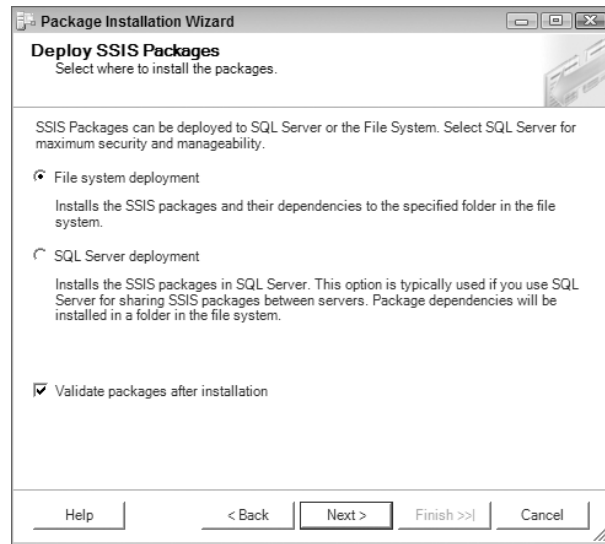 Package Installation Wizard
Deploy SSIS Packages
Select where to install the packages.
SSIS Packages can be deployed to SQL Server or the File System. Select SQL Server for
maximum security and manageability.
File system deployment
Installs the SSIS packages and their dependencies to the specified folder in the file
system.
SQL Server deployment
Installs the SSIS packages in SQL Server. This option is typically used if you use SQL
Server for sharing SSIS packages between servers. Package dependencies will be
installed in a folder in the file system.
Validate packages after installation
Help < Back Next > Finish >>| Cancel